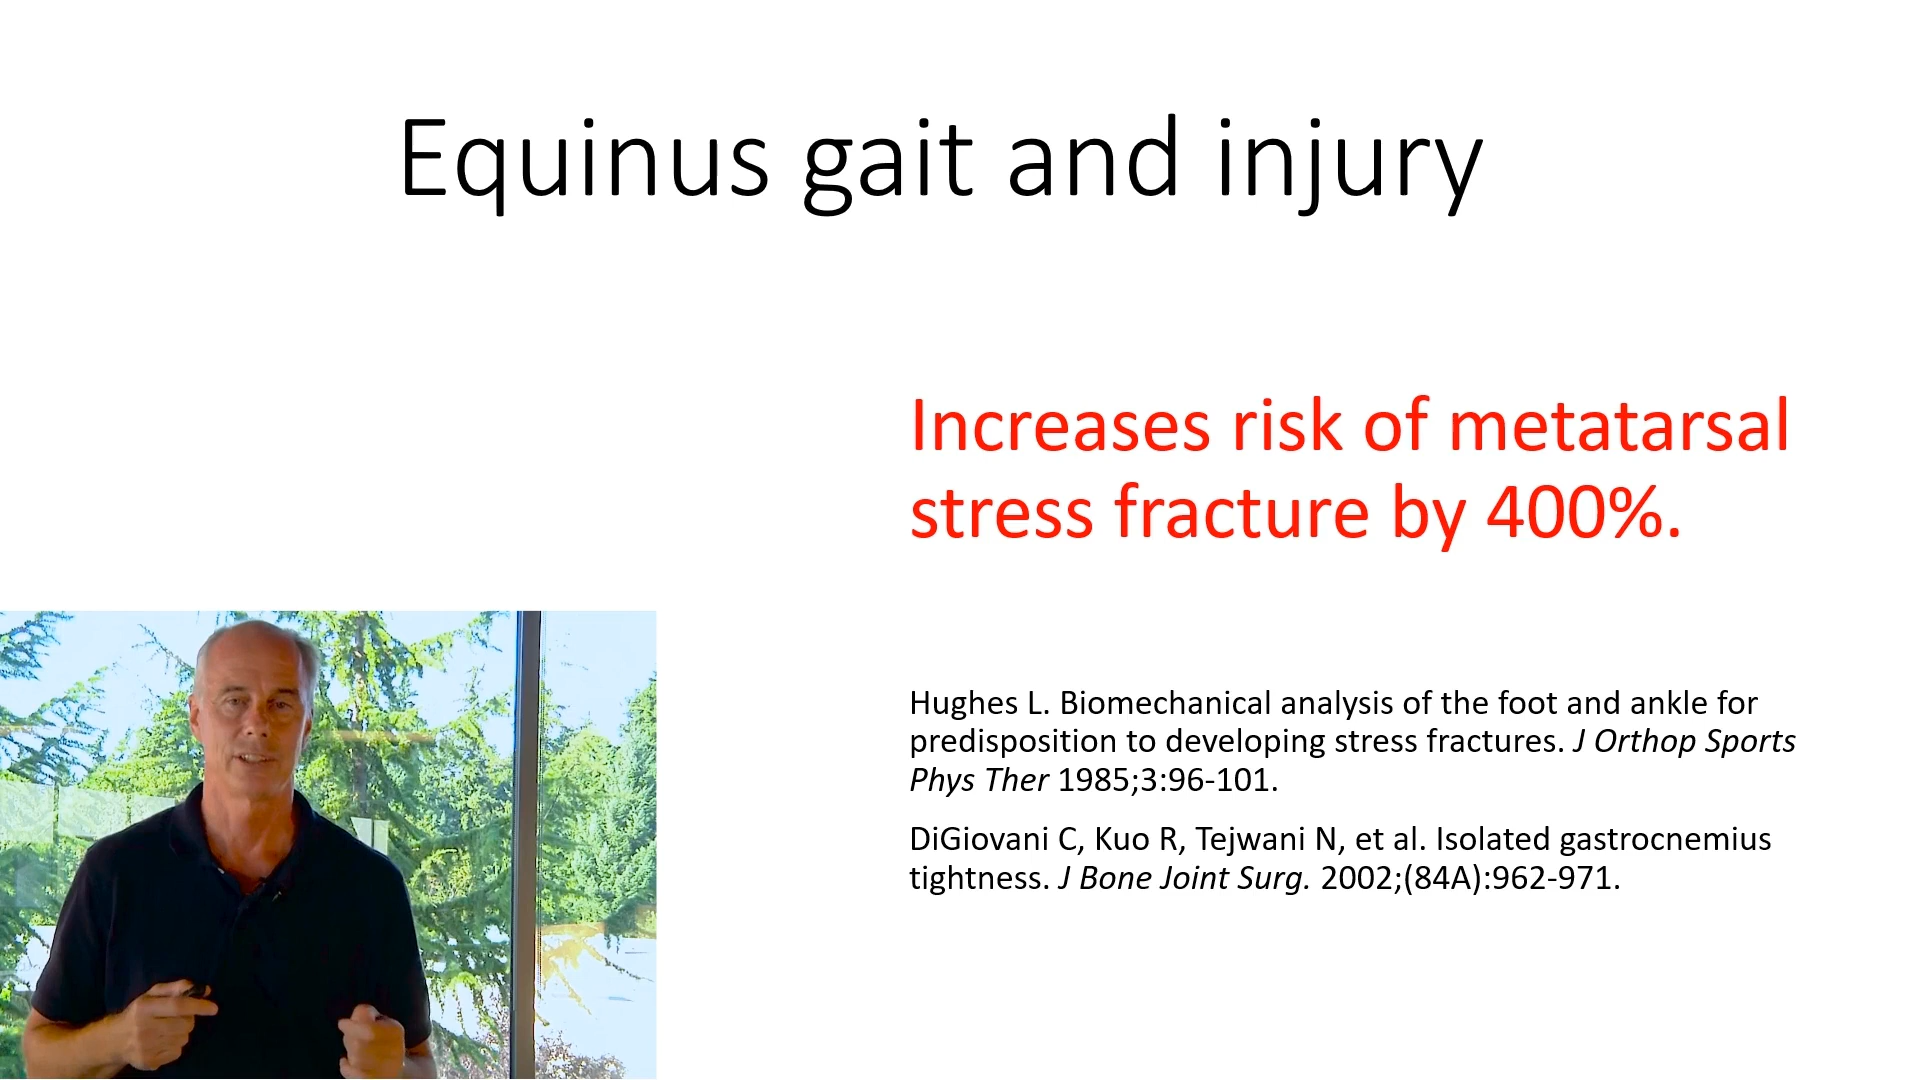 Equinus gait and injury
Increases risk of metatarsal
stress fracture by 400%.
Hughes L. Biomechanical analysis of the foot and ankle for
predisposition to developing stress fractures. J Orthop Sports
Phys Ther 1985;3:96-101.
DiGiovani C, Kuo R, Tejwani N, et al. Isolated gastrocnemius
tightness. J Bone Joint Surg. 2002;(84A):962-971.